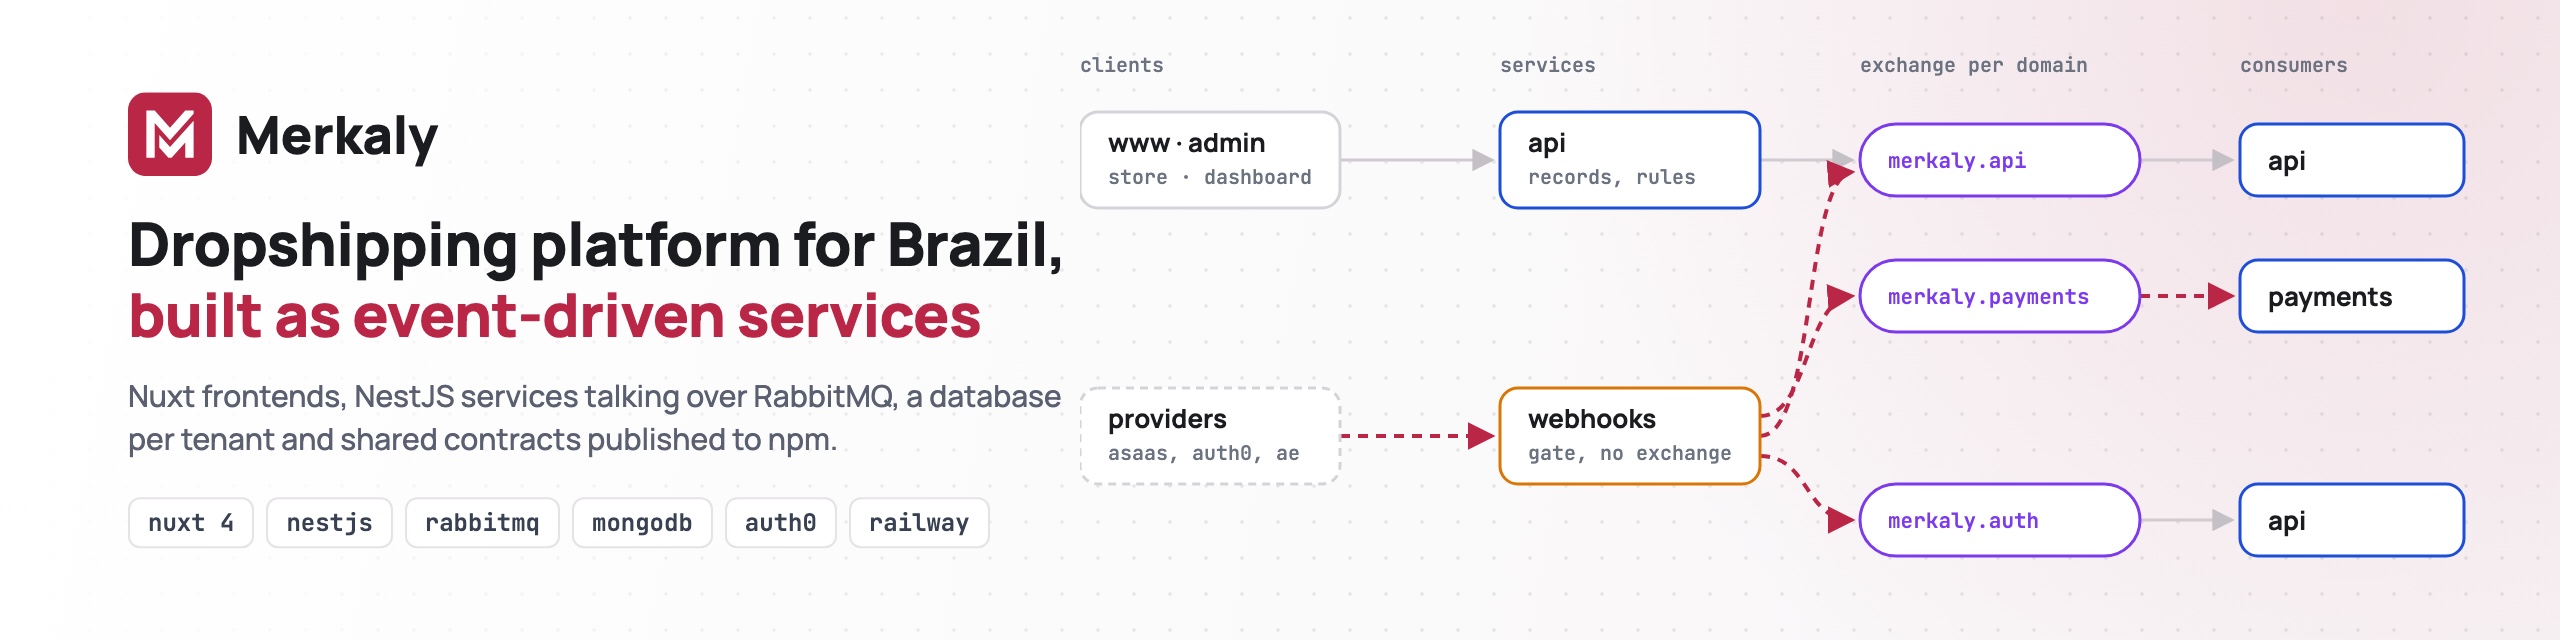 Merkaly
Dropshipping platform for Brazil,
built as event-driven services
Nuxt frontends, NestJS services talking over RabbitMQ, a database
per tenant and shared contracts published to npm.
nuxt 4
nestjs
rabbitmq
mongodb
auth0
railway
clients
services
exchange per domain
consumers
www · admin
store · dashboard
api
records, rules
merkaly.api
api
merkaly.payments
payments
providers
asaas, auth0, ae
webhooks
gate, no exchange
merkaly.auth
api